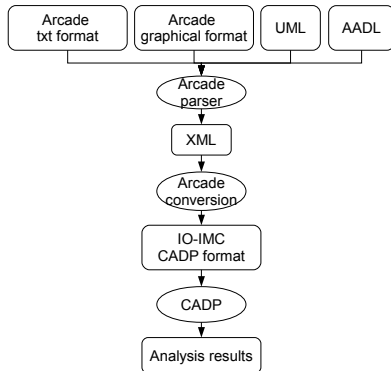 Arcade
txt format
Arcade
graphical format
UML
AADL
Arcade
parser
XML
Arcade
conversion
IO-IMC
CADP format
CADP
Analysis results